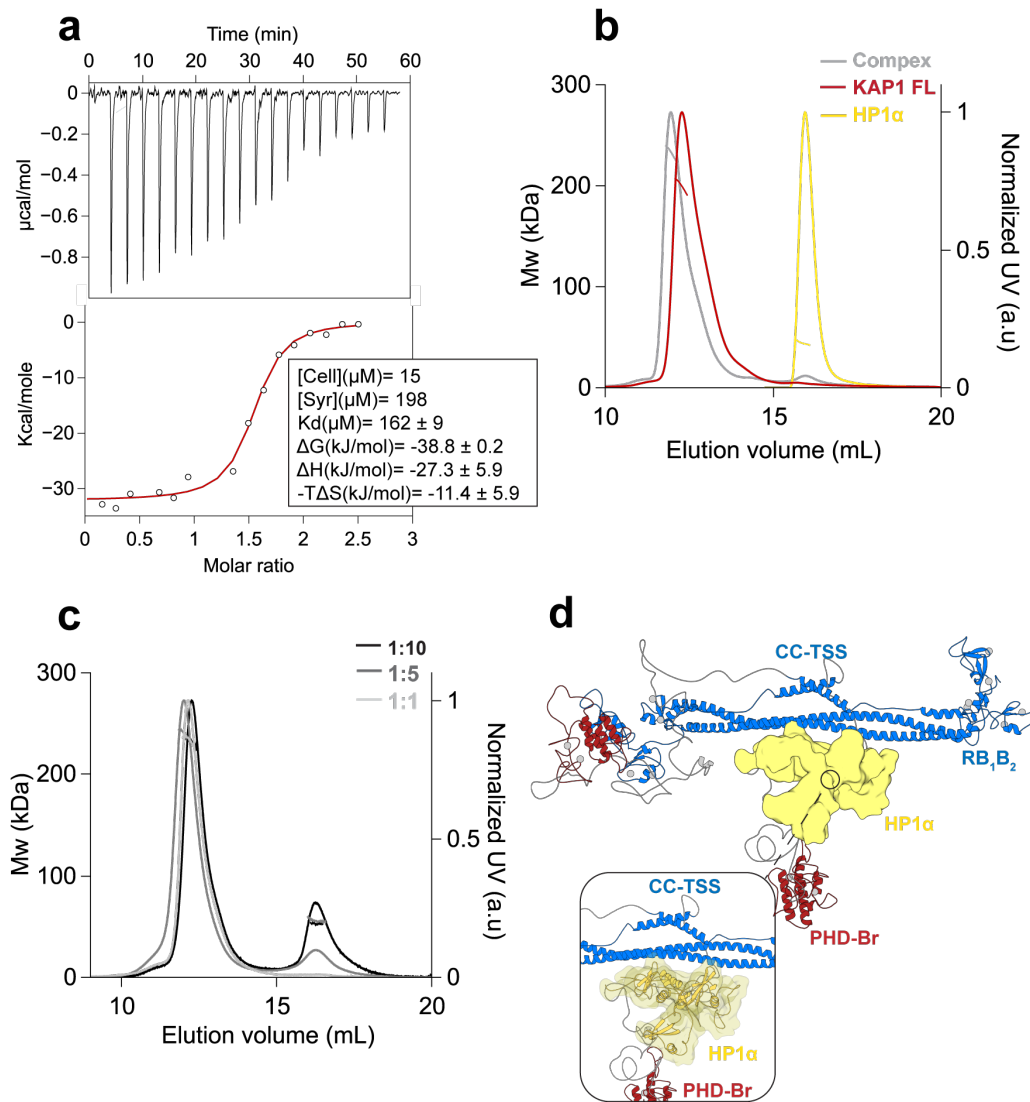 a
Time (min)
0 10 20 30 40 50 60
0
−0.2
−0.4
−0.6
−0.8
µcal/mol
0
−10
−20
−30
Kcal/mole
[Cell](µM)= 15
[Syr](µM)= 198
Kd(µM)= 162 ± 9
ΔG(kJ/mol)= -38.8 ± 0.2
ΔH(kJ/mol)= -27.3 ± 5.9
-TΔS(kJ/mol)= -11.4 ± 5.9
0 0.5 1 1.5 2 2.5 3
Molar ratio
b
Compex
KAP1 FL
HP1α
300
200
100
0
Mw (kDa)
1
0.5
0
Normalized UV (a.u)
10 15 20
Elution volume (mL)
c
1:10
1:5
1:1
300
200
100
0
Mw (kDa)
1
0.5
0
Normalized UV (a.u)
10 15 20
Elution volume (mL)
d
CC-TSS
RB₁B₂
HP1α
PHD-Br
CC-TSS
HP1α
PHD-Br